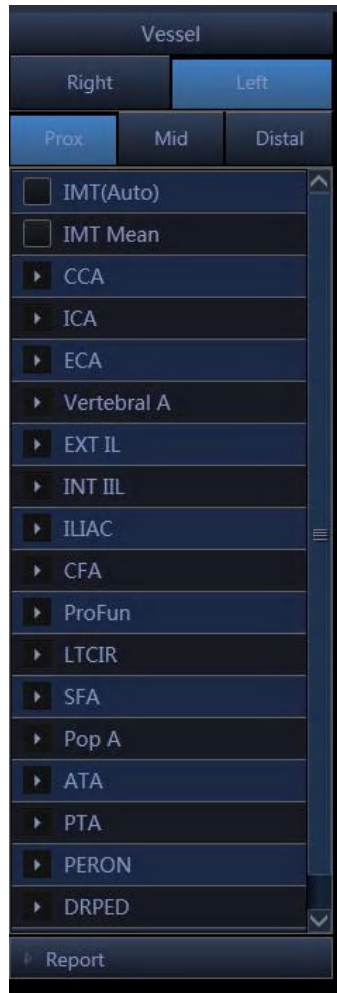 Vessel
Right Left
Prox Mid Distal
IMT(Auto)
IMT Mean
CCA
ICA
ECA
Vertebral A
EXT IL
INT IIL
ILIAC
CFA
ProFun
LTCIR
SFA
Pop A
ATA
PTA
PERON
DRPED
Report